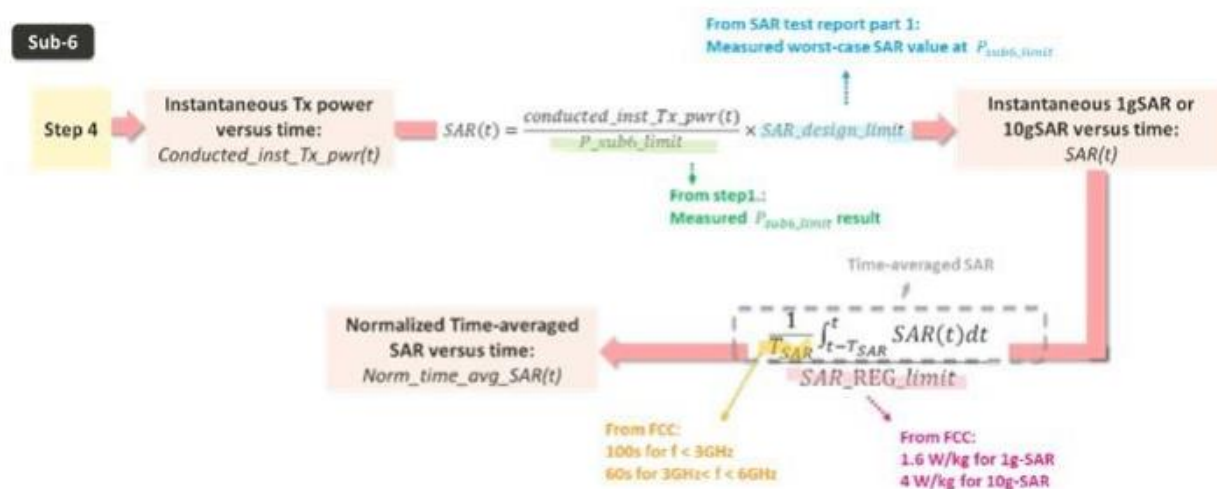 Sub-6
From SAR test report part 1:
Measured worst-case SAR value at P_sub6_limit
Step 4
Instantaneous Tx power
versus time:
Conducted_inst_Tx_pwr(t)
SAR(t) = conducted_inst_Tx_pwr(t) / P_sub6_limit × SAR_design_limit
Instantaneous 1gSAR or
10gSAR versus time:
SAR(t)
From step1.:
Measured P_sub6_limit result
Time-averaged SAR
Normalized Time-averaged
SAR versus time:
Norm_time_avg_SAR(t)
1/T_SAR ∫_{t-T_SAR}^{t} SAR(t)dt
SAR_REG_limit
From FCC:
100s for f < 3GHz
60s for 3GHz< f < 6GHz
From FCC:
1.6 W/kg for 1g-SAR
4 W/kg for 10g-SAR